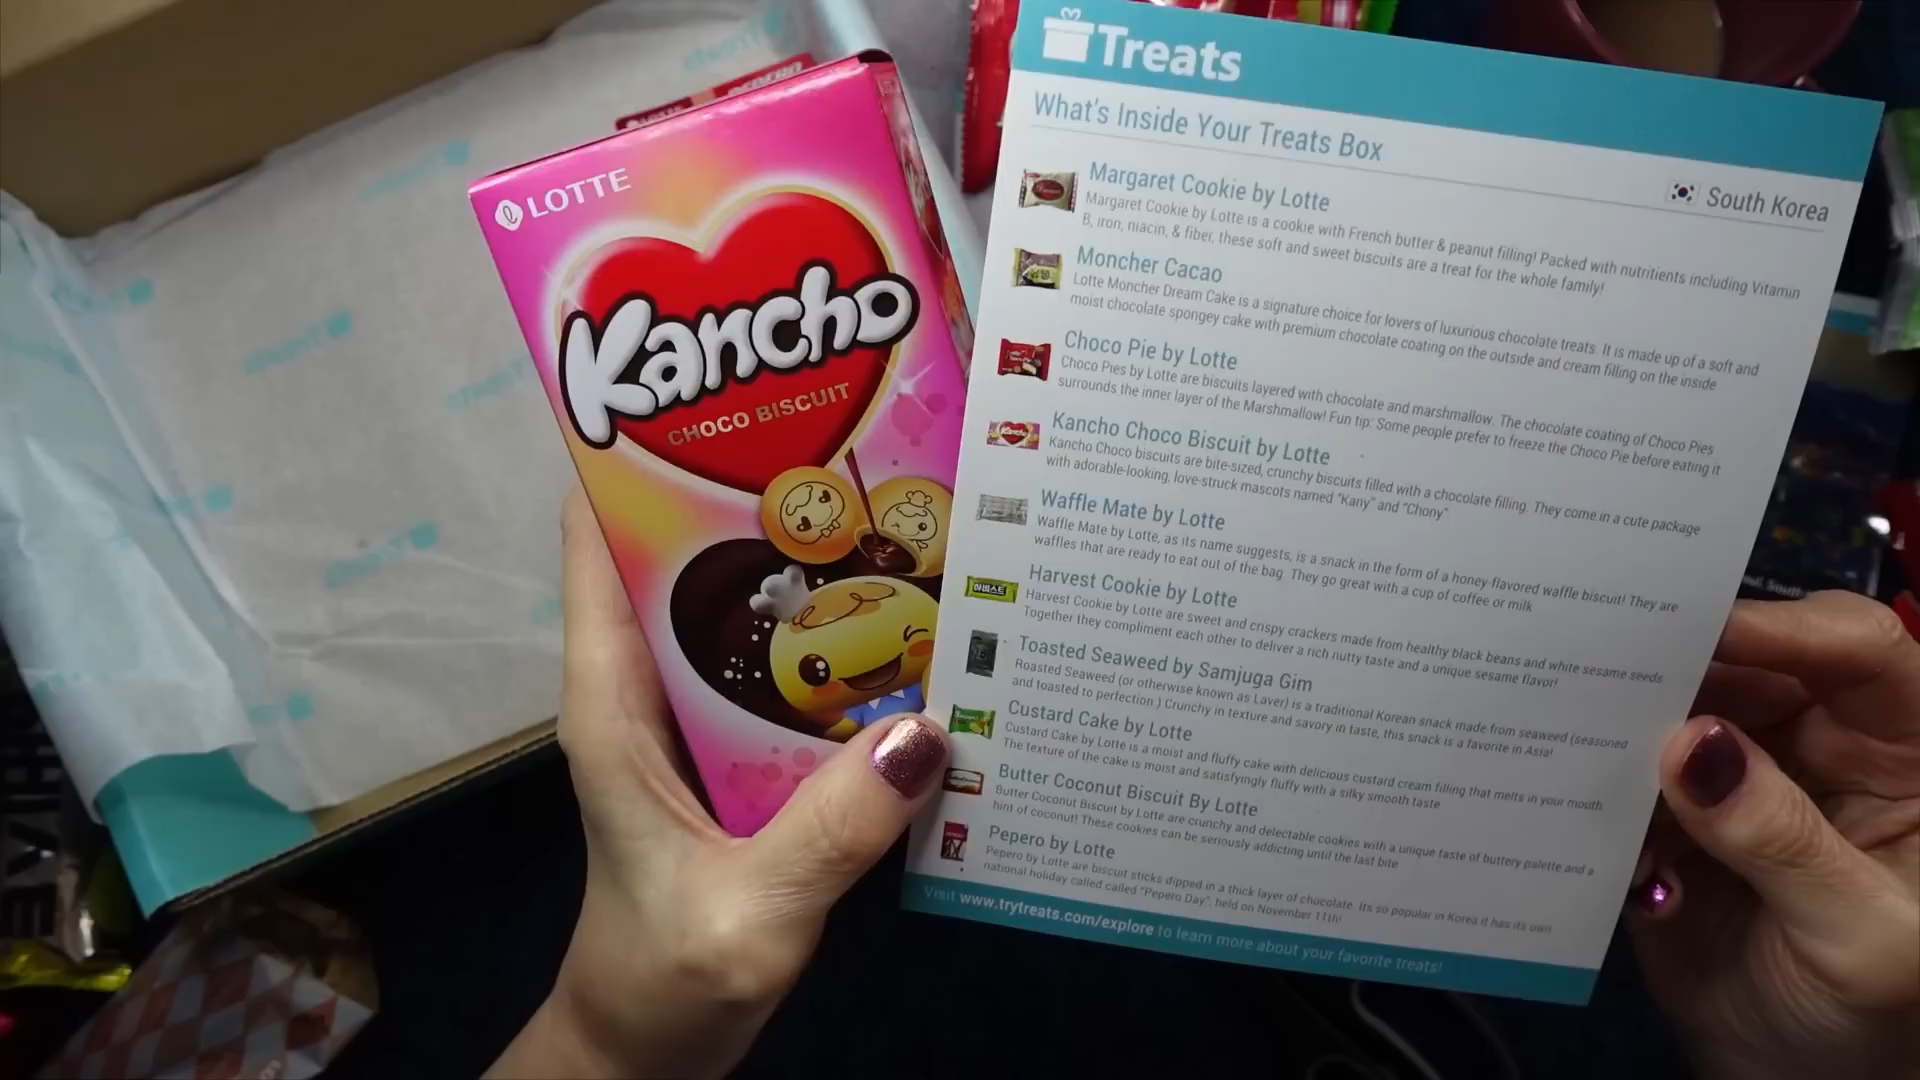 LOTTE
Kancho
CHOCO BISCUIT
PEPERO
Treats
What's Inside Your Treats Box
South Korea
Margaret Cookie by Lotte
Margaret Cookie by Lotte is a cookie with French butter & peanut filling! Packed with nutritients including Vitamin
B, iron, niacin, & fiber, these soft and sweet biscuits are a treat for the whole family!
Moncher Cacao
Lotte Moncher Dream Cake is a signature choice for lovers of luxurious chocolate treats. It is made up of a soft and
moist chocolate spongey cake with premium chocolate coating on the outside and cream filling on the inside
Choco Pie by Lotte
Choco Pies by Lotte are biscuits layered with chocolate and marshmallow. The chocolate coating of Choco Pies
surrounds the inner layer of the Marshmallow! Fun tip: Some people prefer to freeze the Choco Pie before eating it
Kancho Choco Biscuit by Lotte
Kancho Choco biscuits are bite-sized, crunchy biscuits filled with a chocolate filling. They come in a cute package
with adorable-looking, love-struck mascots named "Kany" and "Chony"
Waffle Mate by Lotte
Waffle Mate by Lotte, as its name suggests, is a snack in the form of a honey-flavored waffle biscuit! They are
waffles that are ready to eat out of the bag. They go great with a cup of coffee or milk
Harvest Cookie by Lotte
Harvest Cookie by Lotte are sweet and crispy crackers made from healthy black beans and white sesame seeds.
Together they compliment each other to deliver a rich nutty taste and a unique sesame flavor!
Toasted Seaweed by Samjuga Gim
Roasted Seaweed (or otherwise known as Laver) is a traditional Korean snack made from seaweed (seasoned
and toasted to perfection.) Crunchy in texture and savory in taste, this snack is a favorite in Asia!
Custard Cake by Lotte
Custard Cake by Lotte is a moist and fluffy cake with delicious custard cream filling that melts in your mouth
The texture of the cake is moist and satisfyingly fluffy with a silky smooth taste
Butter Coconut Biscuit By Lotte
Butter Coconut Biscuit by Lotte are crunchy and delectable cookies with a unique taste of buttery palette and a
hint of coconut! These cookies can be seriously addicting until the last bite
Pepero by Lotte
Pepero by Lotte are biscuit sticks dipped in a thick layer of chocolate. Its so popular in Korea it has its own
national holiday called called "Pepero Day", held on November 11th!
Visit www.trytreats.com/explore to learn more about your favorite treats!